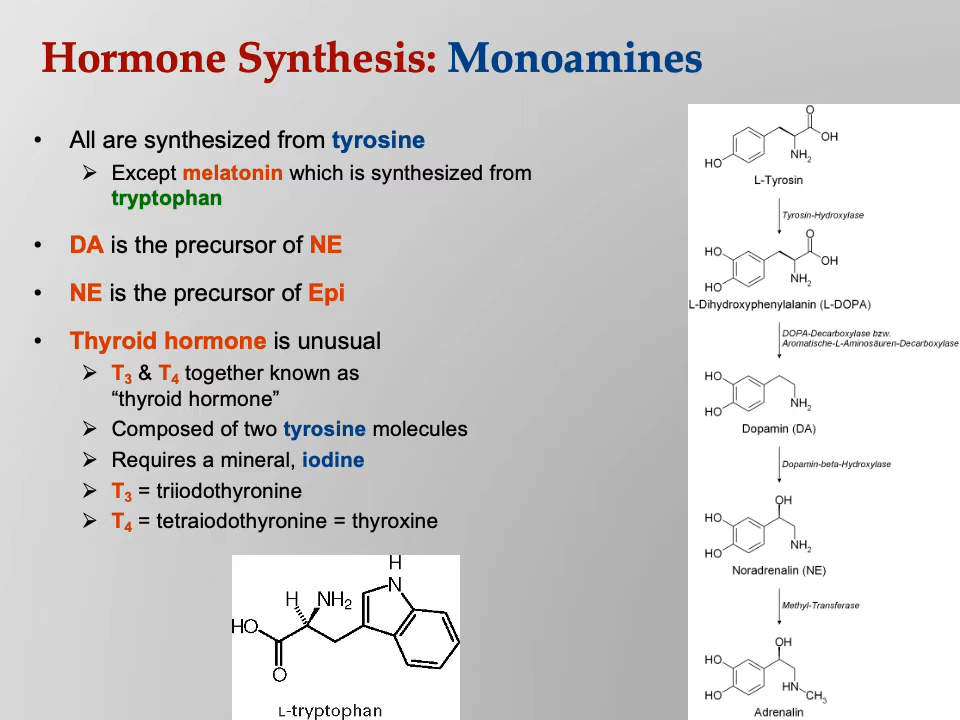 Hormone Synthesis: Monoamines
• All are synthesized from tyrosine
➢ Except melatonin which is synthesized from
tryptophan
• DA is the precursor of NE
• NE is the precursor of Epi
• Thyroid hormone is unusual
➢ T3 & T4 together known as
“thyroid hormone”
➢ Composed of two tyrosine molecules
➢ Requires a mineral, iodine
➢ T3 = triiodothyronine
➢ T4 = tetraiodothyronine = thyroxine
H
N
H NH2
HO
O
L-tryptophan
O
OH
NH2
HO
L-Tyrosin
Tyrosin-Hydroxylase
O
HO
OH
NH2
HO
L-Dihydroxyphenylalanin (L-DOPA)
DOPA-Decarboxylase bzw.
Aromatische-L-Aminosäuren-Decarboxylase
HO
NH2
HO
Dopamin (DA)
Dopamin-beta-Hydroxylase
OH
HO
NH2
HO
Noradrenalin (NE)
Methyl-Transferase
OH
HO
HN
CH3
HO
Adrenalin